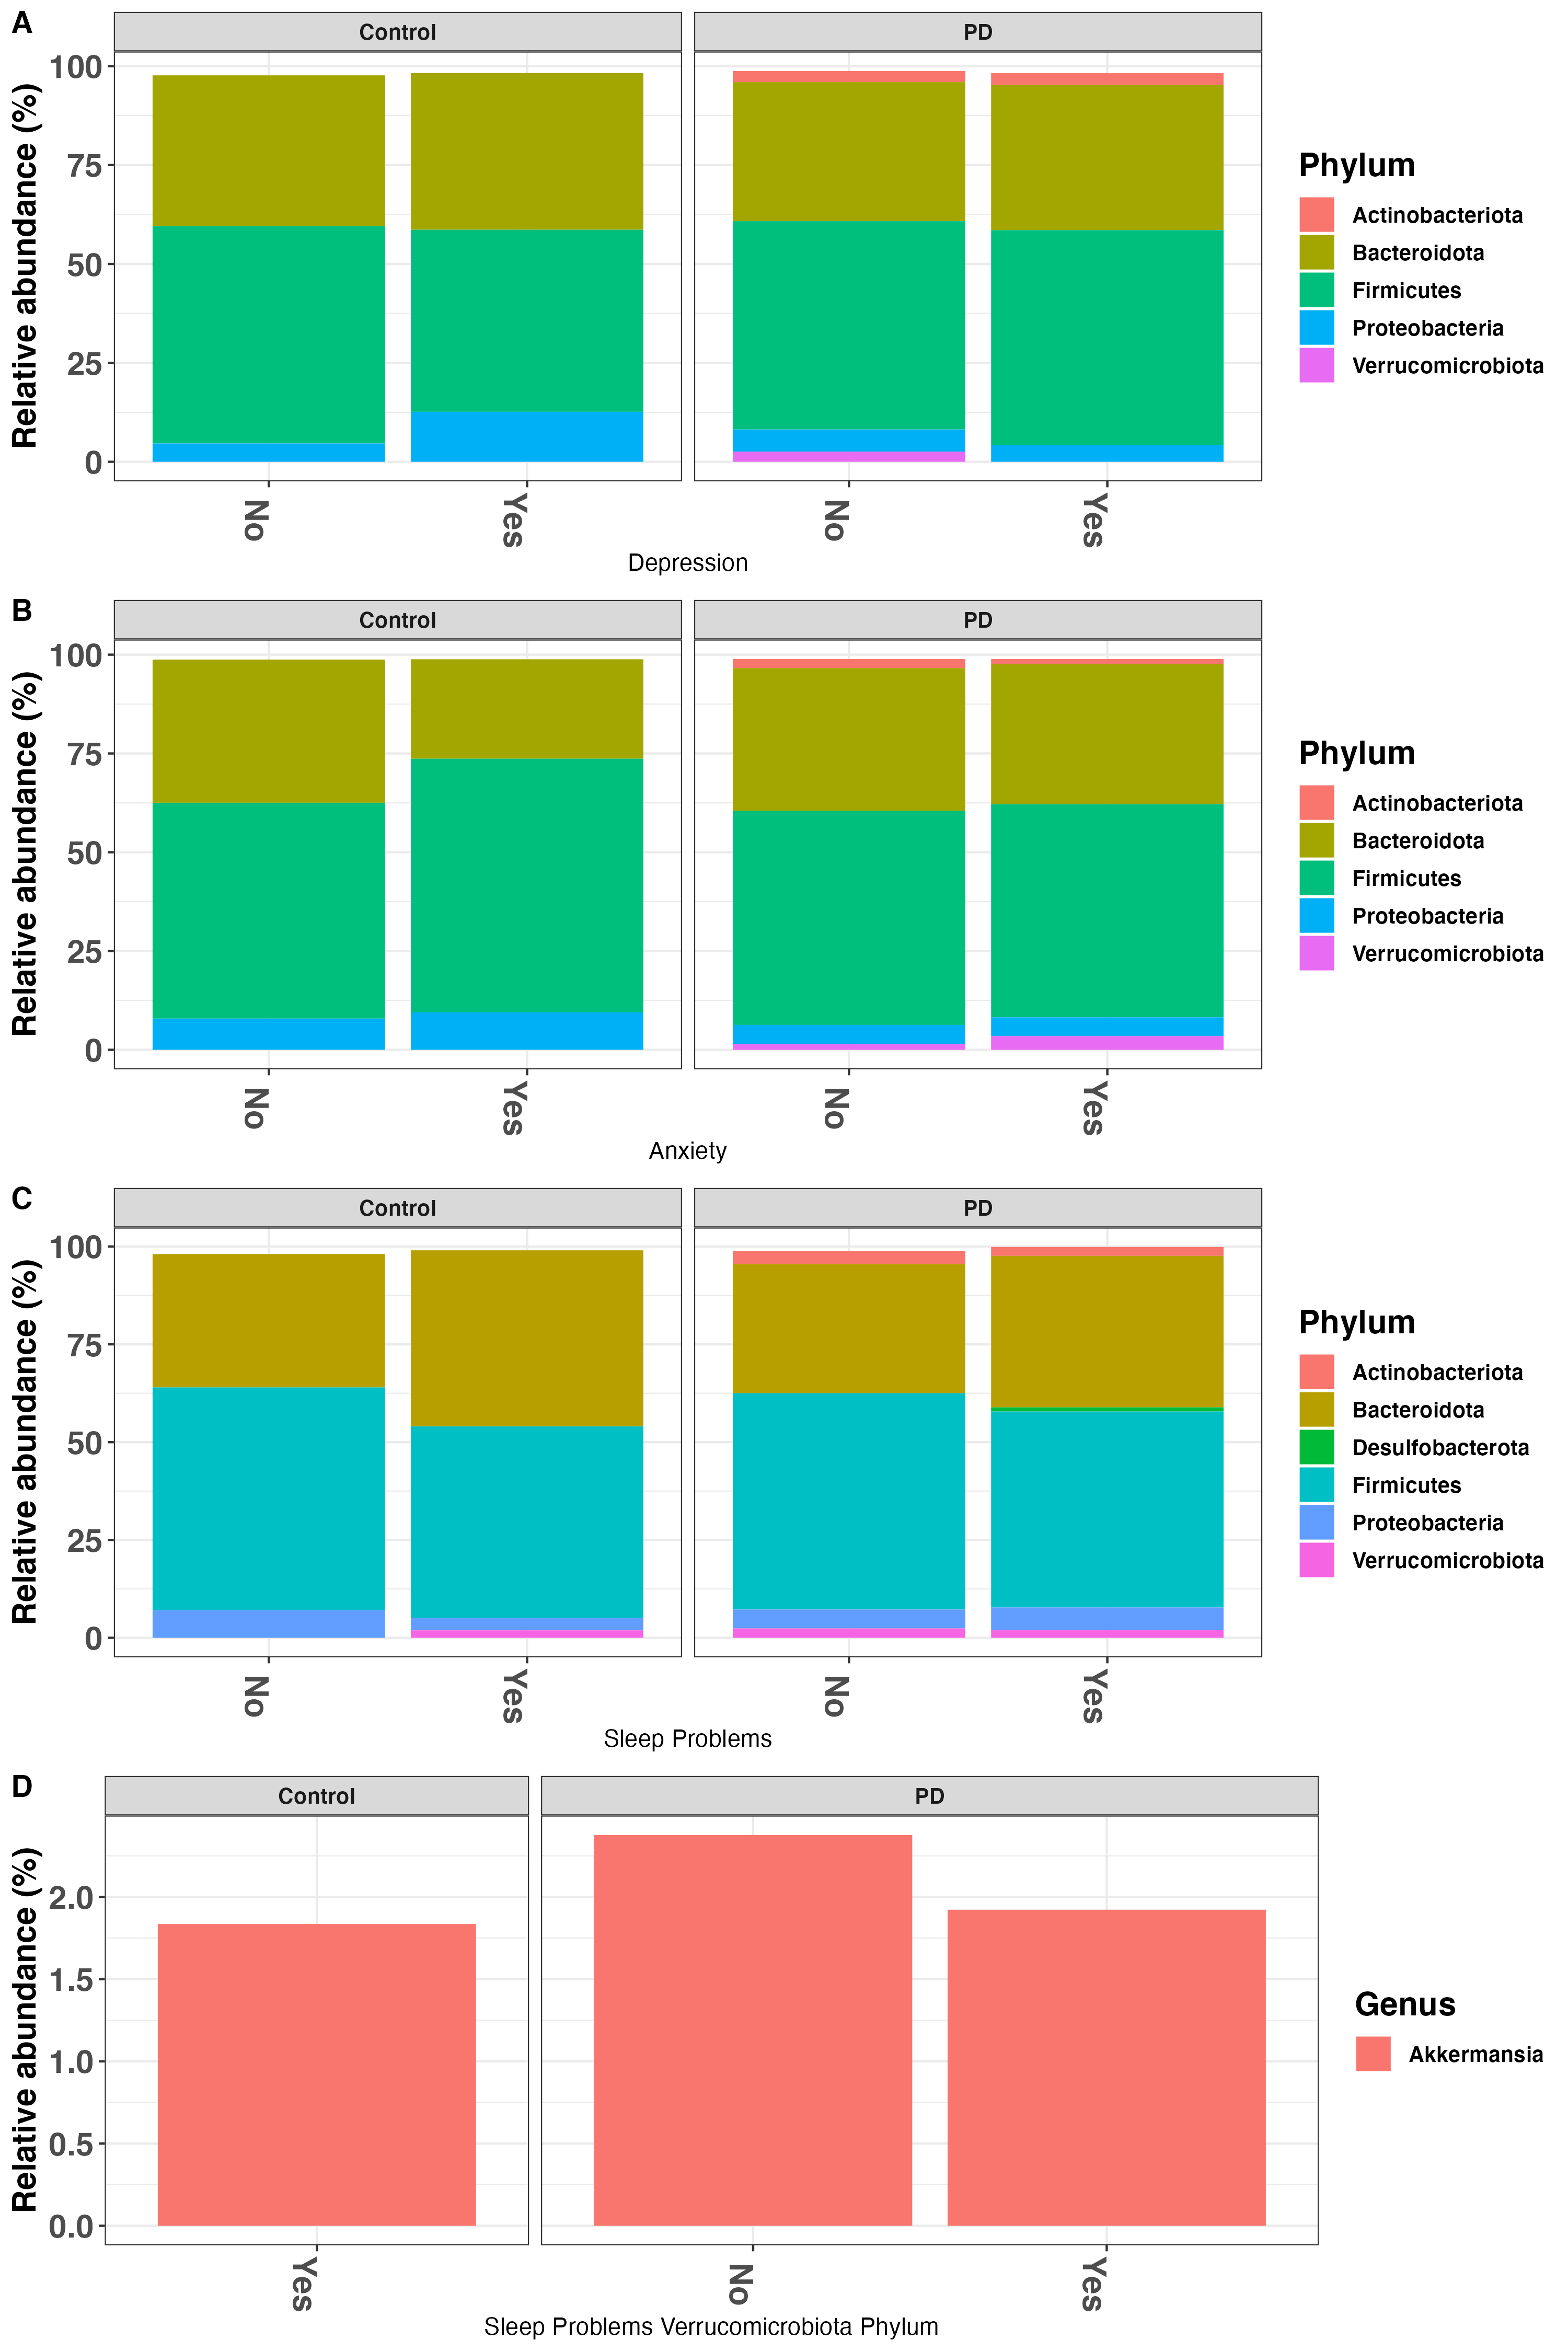 A
Control
PD
Relative abundance (%)
100
75
50
25
0
No
Yes
No
Yes
Depression
Phylum
Actinobacteriota
Bacteroidota
Firmicutes
Proteobacteria
Verrucomicrobiota
B
Control
PD
Relative abundance (%)
100
75
50
25
0
No
Yes
No
Yes
Anxiety
Phylum
Actinobacteriota
Bacteroidota
Firmicutes
Proteobacteria
Verrucomicrobiota
C
Control
PD
Relative abundance (%)
100
75
50
25
0
No
Yes
No
Yes
Sleep Problems
Phylum
Actinobacteriota
Bacteroidota
Desulfobacterota
Firmicutes
Proteobacteria
Verrucomicrobiota
D
Control
PD
Relative abundance (%)
2.0
1.5
1.0
0.5
0.0
Yes
No
Yes
Sleep Problems Verrucomicrobiota Phylum
Genus
Akkermansia